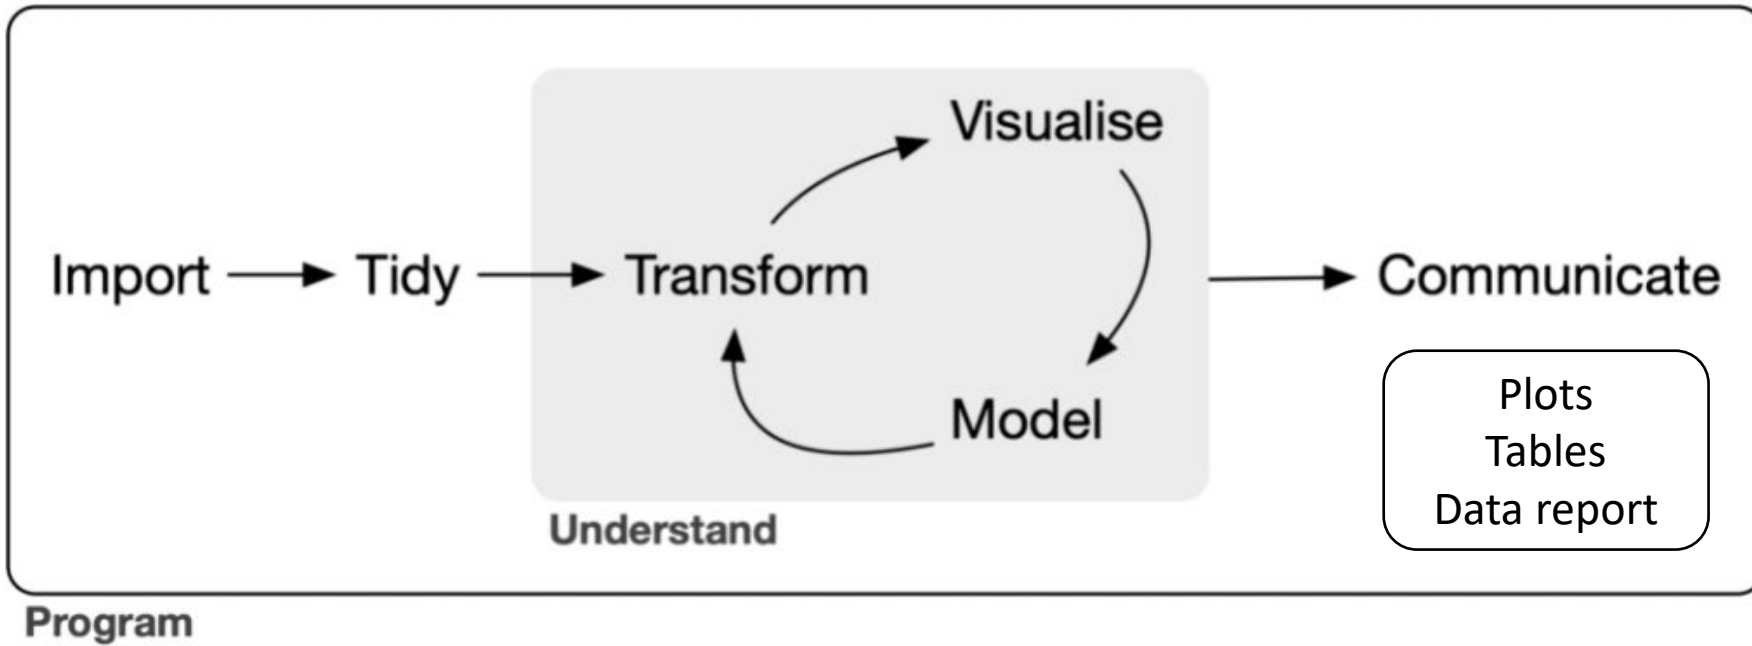 Visualise
Import
Tidy
Transform
Communicate
Model
Plots
Tables
Data report
Understand
Program